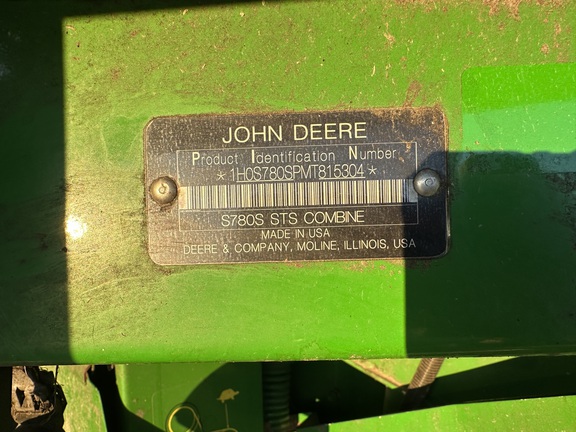 JOHN DEERE
Product Identification Number
*1H0S780SPMT815304*
S780S STS COMBINE
MADE IN USA
DEERE & COMPANY, MOLINE, ILLINOIS, USA